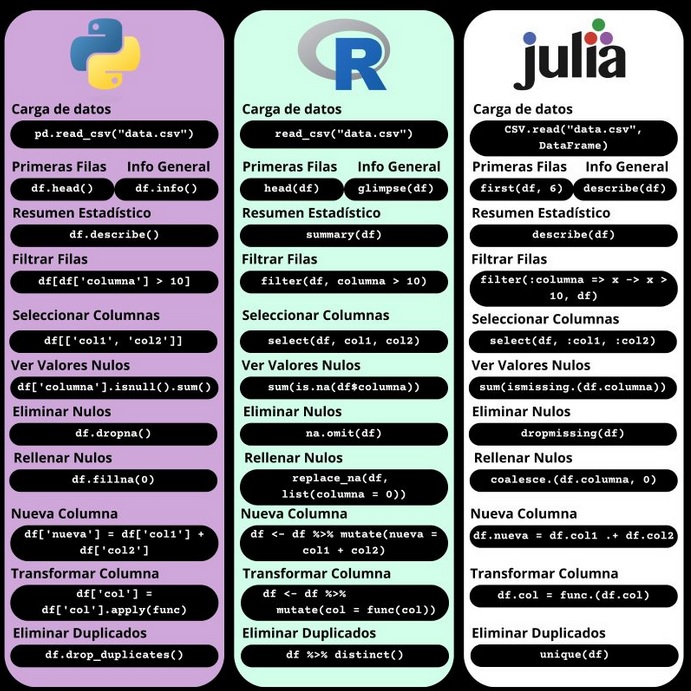 Carga de datos
pd.read_csv("data.csv")
Primeras Filas
Info General
df.head()
df.info()
Resumen Estadístico
df.describe()
Filtrar Filas
df[df['columna'] > 10]
Seleccionar Columnas
df[['col1', 'col2']]
Ver Valores Nulos
df['columna'].isnull().sum()
Eliminar Nulos
df.dropna()
Rellenar Nulos
df.fillna(0)
Nueva Columna
df['nueva'] = df['col1'] +
df['col2']
Transformar Columna
df['col'] =
df['col'].apply(func)
Eliminar Duplicados
df.drop_duplicates()
R
Carga de datos
read_csv("data.csv")
Primeras Filas
Info General
head(df)
glimpse(df)
Resumen Estadístico
summary(df)
Filtrar Filas
filter(df, columna > 10)
Seleccionar Columnas
select(df, col1, col2)
Ver Valores Nulos
sum(is.na(df$columna))
Eliminar Nulos
na.omit(df)
Rellenar Nulos
replace_na(df,
list(columna = 0))
Nueva Columna
df <- df %>% mutate(nueva =
col1 + col2)
Transformar Columna
df <- df %>%
mutate(col = func(col))
Eliminar Duplicados
df %>% distinct()
julia
Carga de datos
CSV.read("data.csv",
DataFrame)
Primeras Filas
Info General
first(df, 6)
describe(df)
Resumen Estadístico
describe(df)
Filtrar Filas
filter(:columna => x -> x >
10, df)
Seleccionar Columnas
select(df, :col1, :col2)
Ver Valores Nulos
sum(ismissing.(df.columna))
Eliminar Nulos
dropmissing(df)
Rellenar Nulos
coalesce.(df.columna, 0)
Nueva Columna
df.nueva = df.col1 .+ df.col2
Transformar Columna
df.col = func.(df.col)
Eliminar Duplicados
unique(df)